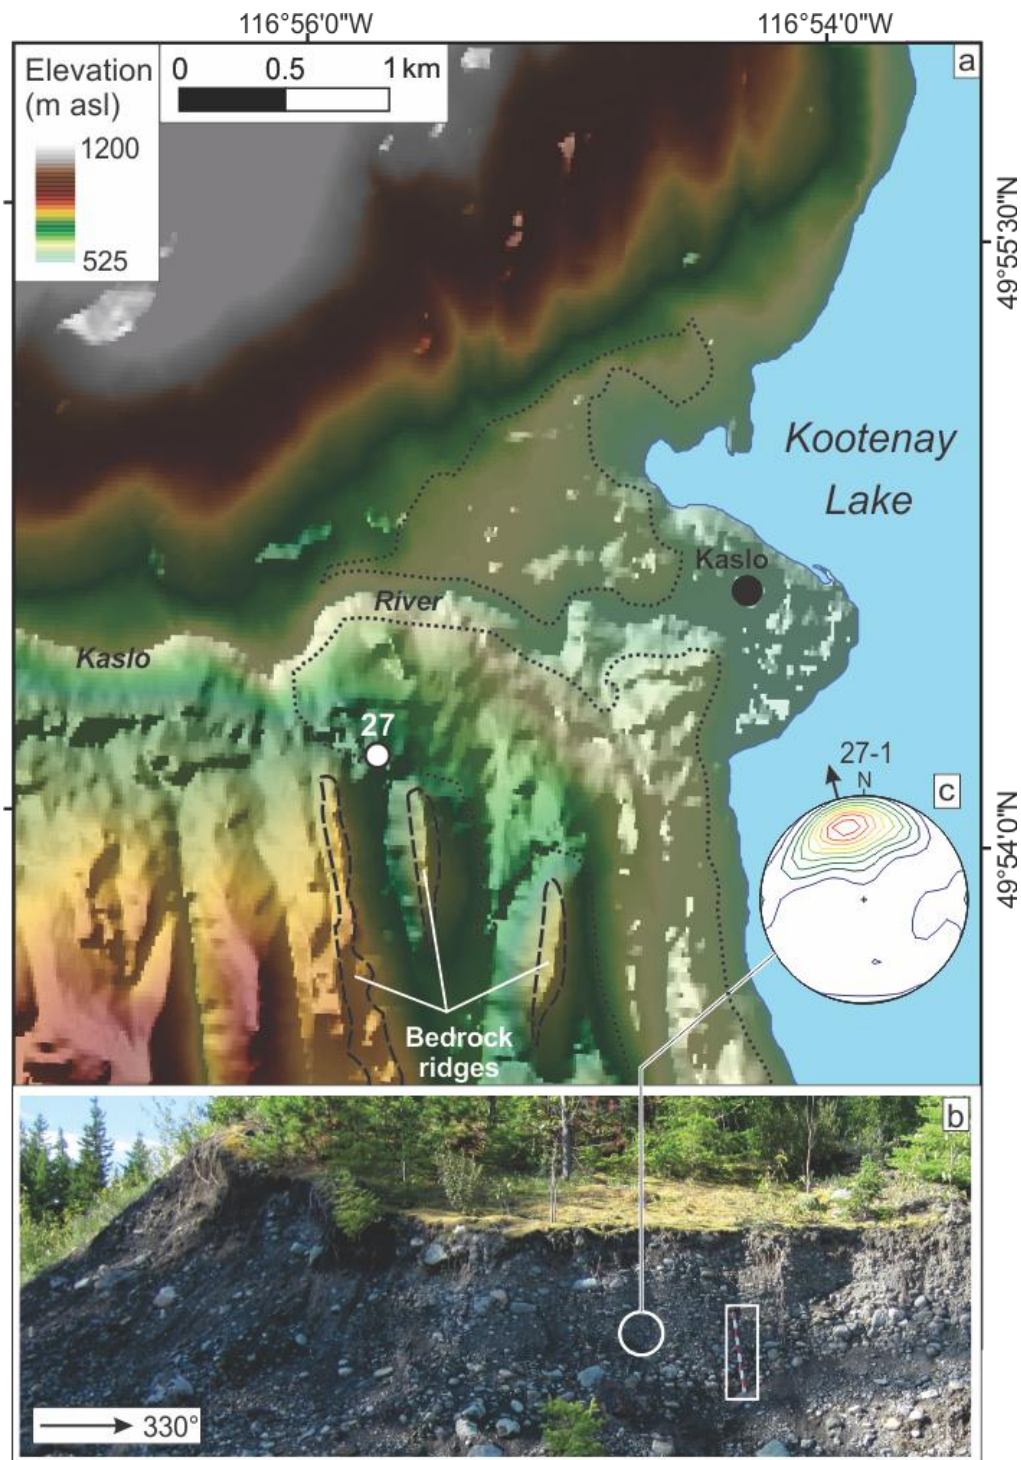 116°56'0"W
116°54'0"W
Elevation
(m asl)
1200
525
0 0.5 1 km
a
49°55'30"N
Kootenay
Lake
Kaslo
River
Kaslo
27
27-1
N
c
49°54'0"N
Bedrock
ridges
b
330°